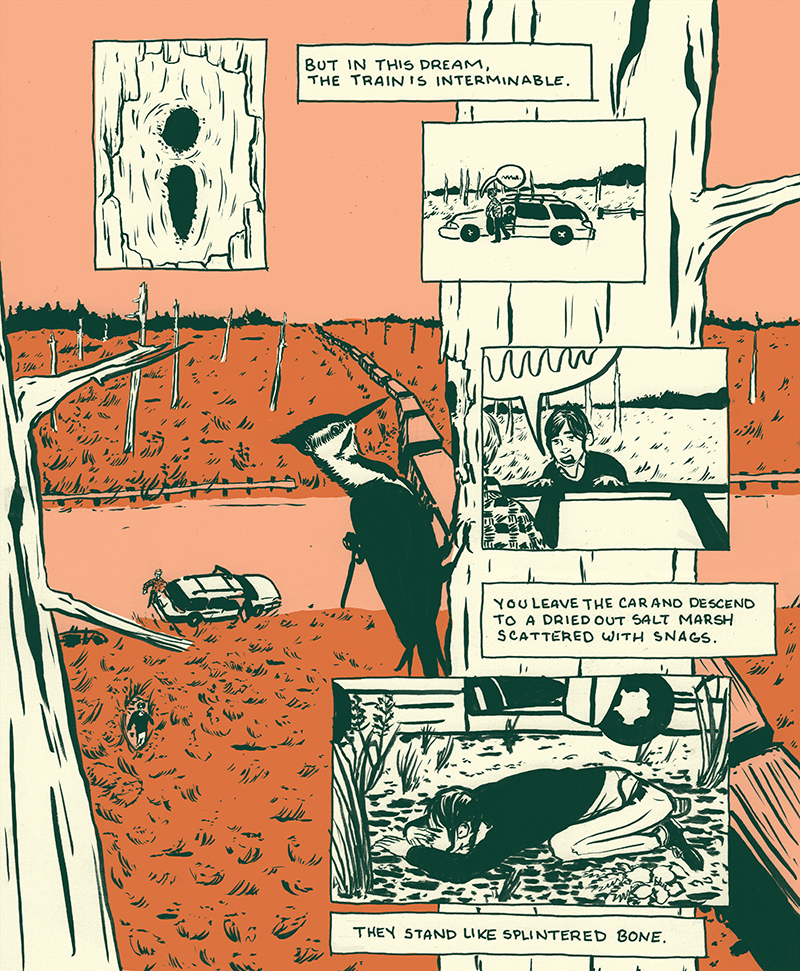 BUT IN THIS DREAM,
THE TRAIN IS INTERMINABLE.
YOU LEAVE THE CAR AND DESCEND
TO A DRIED OUT SALT MARSH
SCATTERED WITH SNAGS.
THEY STAND LIKE SPLINTERED BONE.